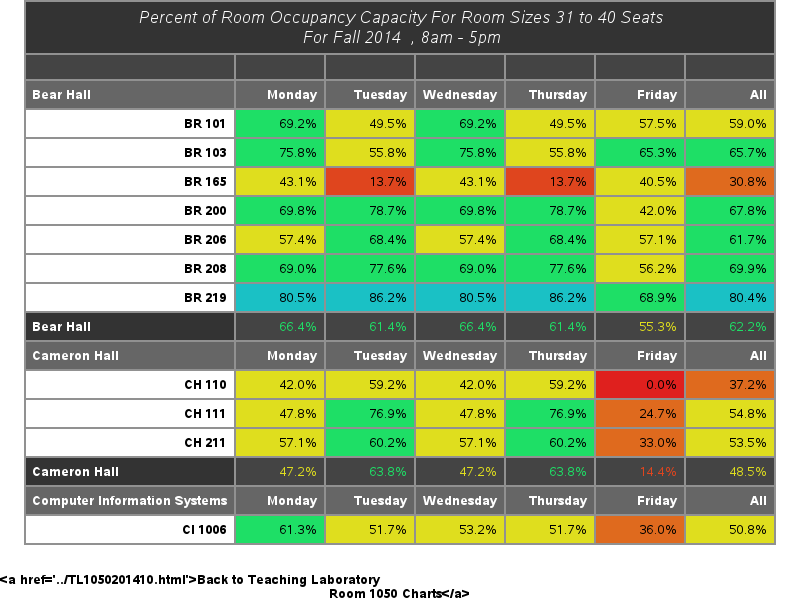 Percent of Room Occupancy Capacity For Room Sizes 31 to 40 Seats
For Fall 2014 , 8am - 5pm
Bear Hall Monday Tuesday Wednesday Thursday Friday All
BR 101 69.2% 49.5% 69.2% 49.5% 57.5% 59.0%
BR 103 75.8% 55.8% 75.8% 55.8% 65.3% 65.7%
BR 165 43.1% 13.7% 43.1% 13.7% 40.5% 30.8%
BR 200 69.8% 78.7% 69.8% 78.7% 42.0% 67.8%
BR 206 57.4% 68.4% 57.4% 68.4% 57.1% 61.7%
BR 208 69.0% 77.6% 69.0% 77.6% 56.2% 69.9%
BR 219 80.5% 86.2% 80.5% 86.2% 68.9% 80.4%
Bear Hall 66.4% 61.4% 66.4% 61.4% 55.3% 62.2%
Cameron Hall Monday Tuesday Wednesday Thursday Friday All
CH 110 42.0% 59.2% 42.0% 59.2% 0.0% 37.2%
CH 111 47.8% 76.9% 47.8% 76.9% 24.7% 54.8%
CH 211 57.1% 60.2% 57.1% 60.2% 33.0% 53.5%
Cameron Hall 47.2% 63.8% 47.2% 63.8% 14.4% 48.5%
Computer Information Systems Monday Tuesday Wednesday Thursday Friday All
CI 1006 61.3% 51.7% 53.2% 51.7% 36.0% 50.8%
<a href='../TL1050201410.html'>Back to Teaching Laboratory
Room 1050 Charts</a>